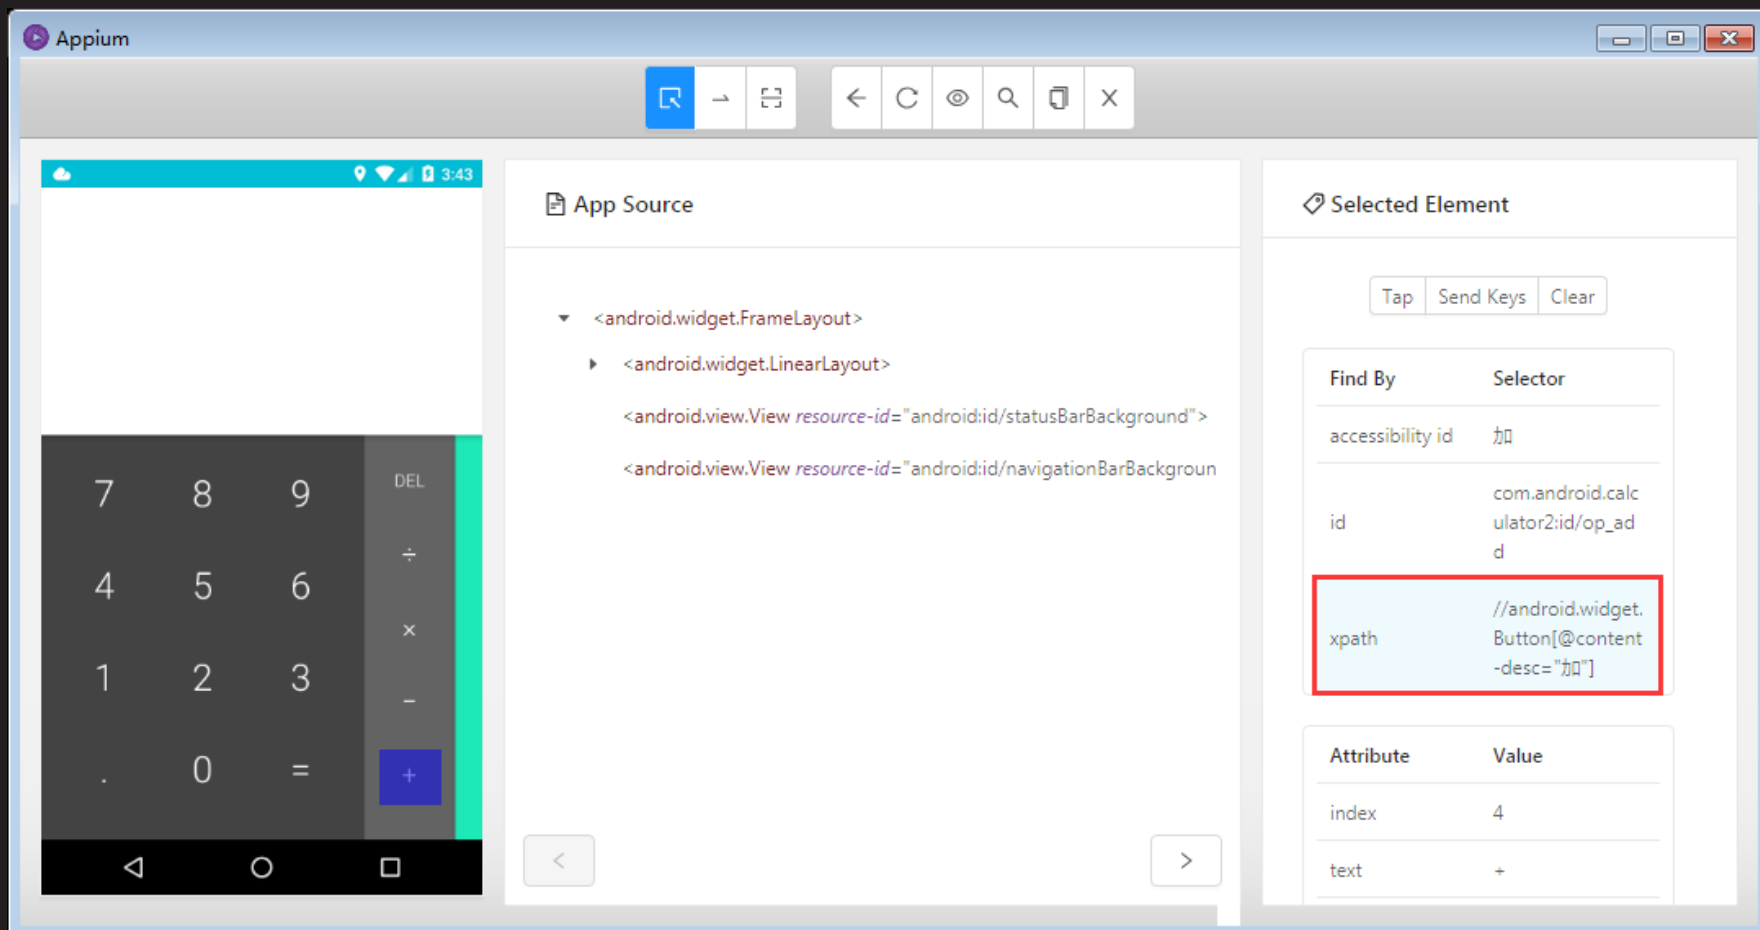 Appium
3:43
7 8 9 DEL
÷
4 5 6
×
1 2 3
−
. 0 = +
App Source
<android.widget.FrameLayout>
<android.widget.LinearLayout>
<android.view.View resource-id="android:id/statusBarBackground">
<android.view.View resource-id="android:id/navigationBarBackgroun
Selected Element
Tap Send Keys Clear
Find By Selector
accessibility id 加
id
com.android.calc
ulator2:id/op_ad
d
xpath
//android.widget.
Button[@content
-desc="加"]
Attribute Value
index 4
text +